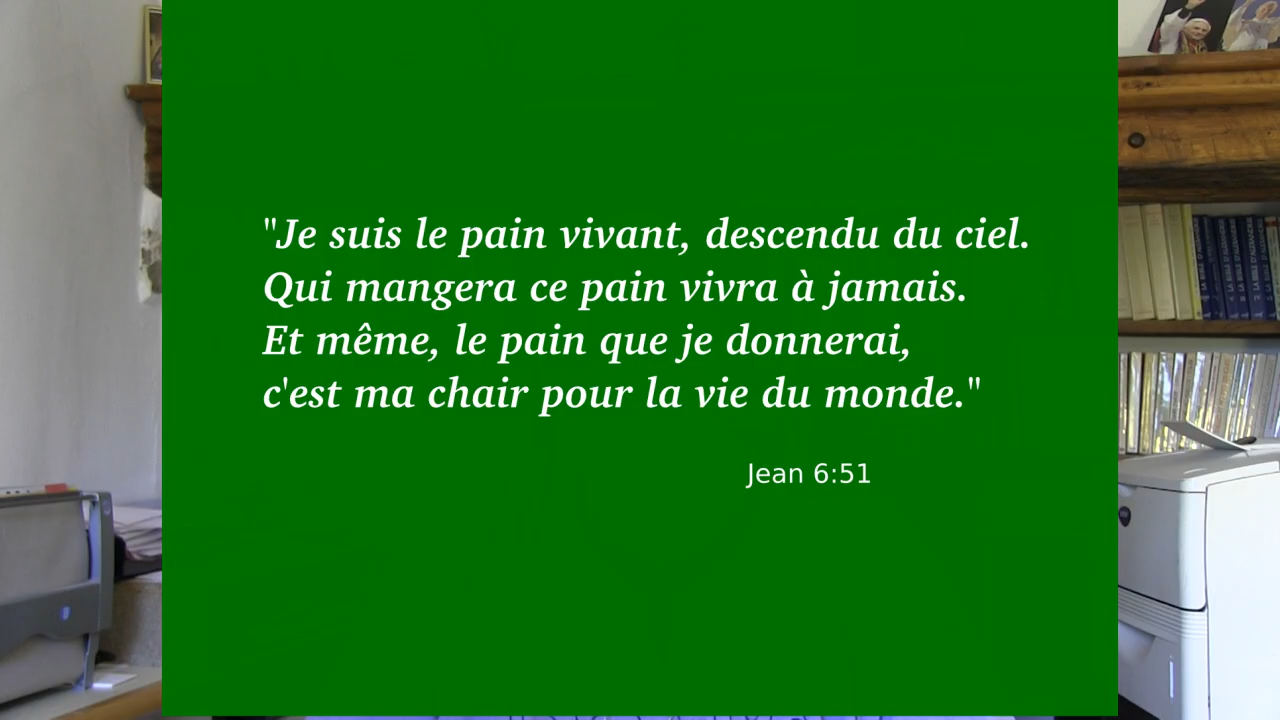 "Je suis le pain vivant, descendu du ciel.
Qui mangera ce pain vivra à jamais.
Et même, le pain que je donnerai,
c'est ma chair pour la vie du monde."
Jean 6:51